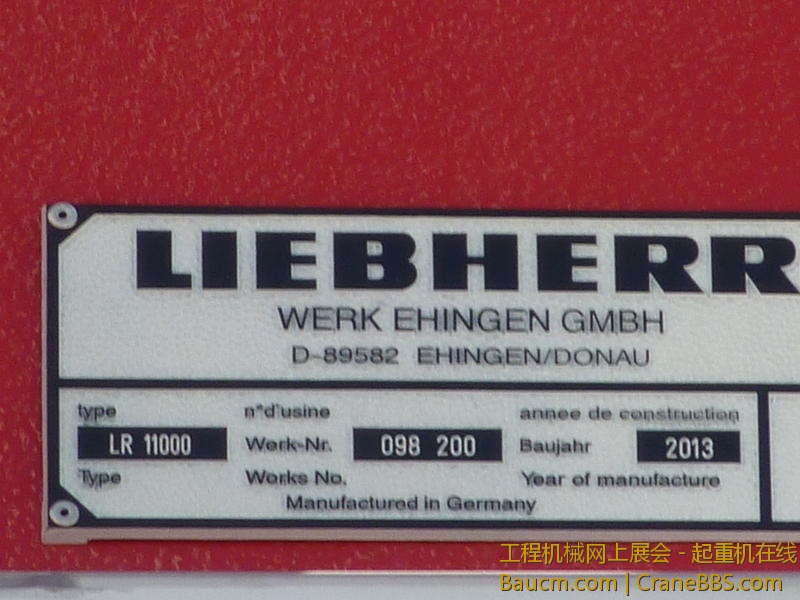 LIEBHERR
WERK EHINGEN GMBH
D-89582 EHINGEN/DONAU
type n°d'usine annee de construction
LR 11000 Werk-Nr. 098 200 Baujahr 2013
Type Works No. Year of manufacture
Manufactured in Germany
工程机械网上展会 - 起重机在线
Baucm.com | CraneBBS.com